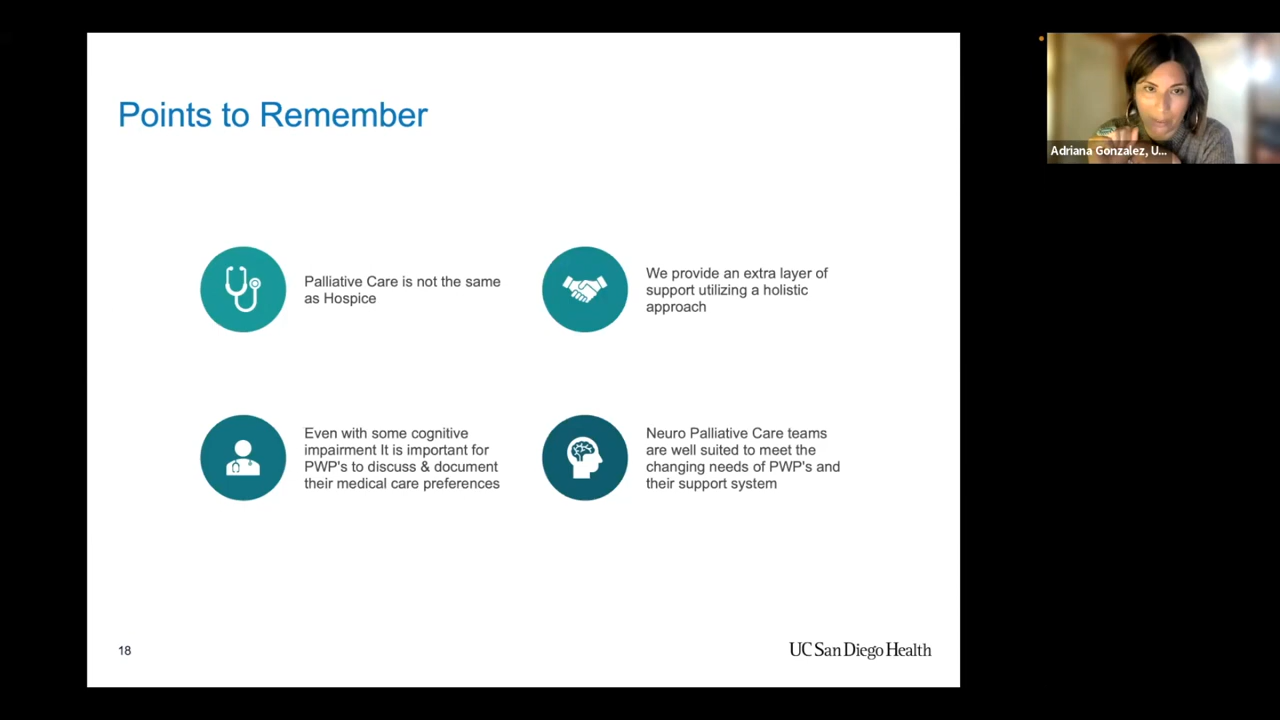 Points to Remember
Palliative Care is not the same
as Hospice
We provide an extra layer of
support utilizing a holistic
approach
Even with some cognitive
impairment It is important for
PWP's to discuss & document
their medical care preferences
Neuro Palliative Care teams
are well suited to meet the
changing needs of PWP's and
their support system
18
UC San Diego Health
Adriana Gonzalez, U...